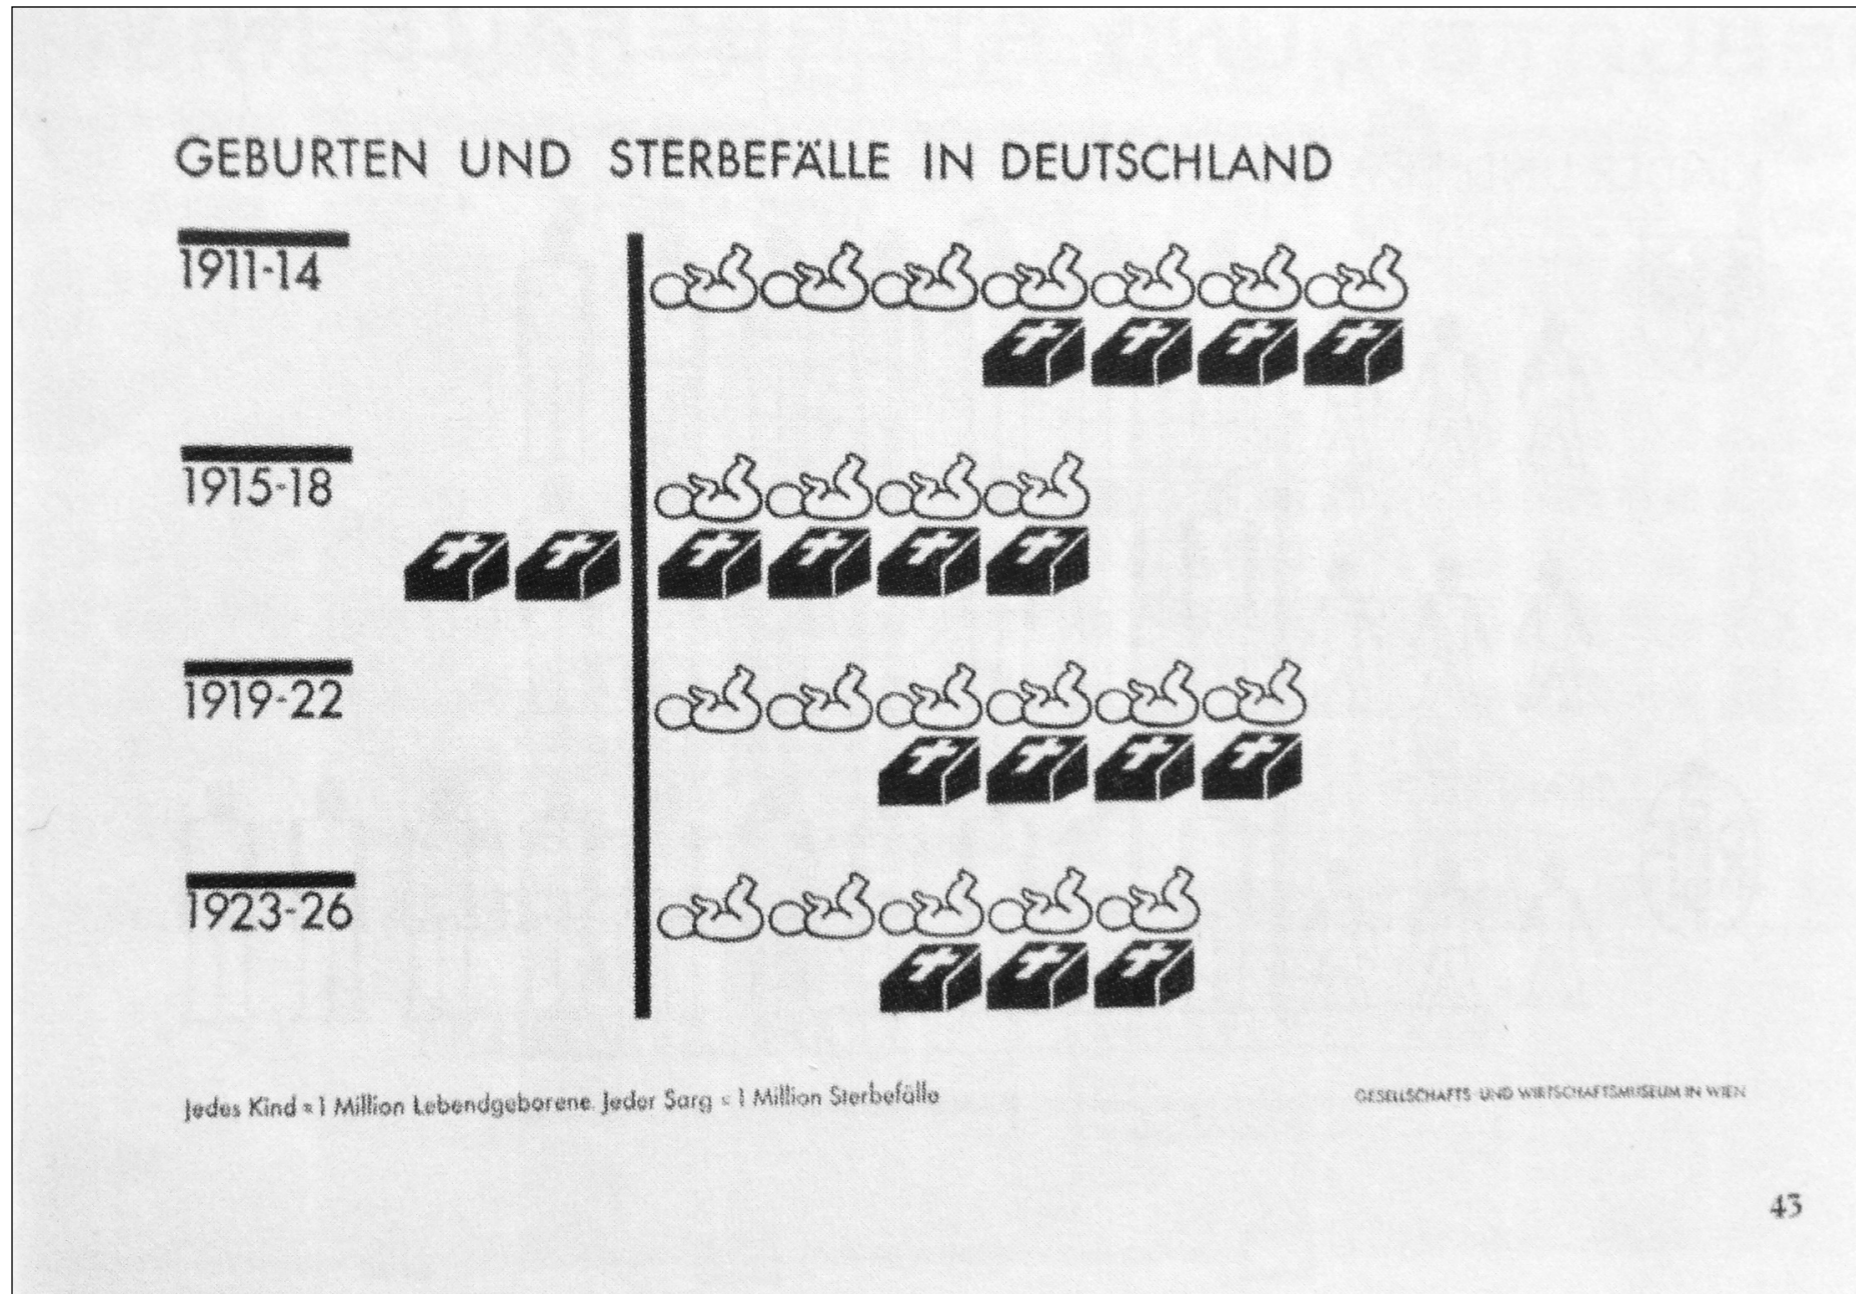 GEBURTEN UND STERBEFÄLLE IN DEUTSCHLAND
1911-14
1915-18
1919-22
1923-26
Jedes Kind = 1 Million Lebendgeborene. Jeder Sarg = 1 Million Sterbefälle
GESELLSCHAFTS- UND WIRTSCHAFTSMUSEUM IN WIEN
43